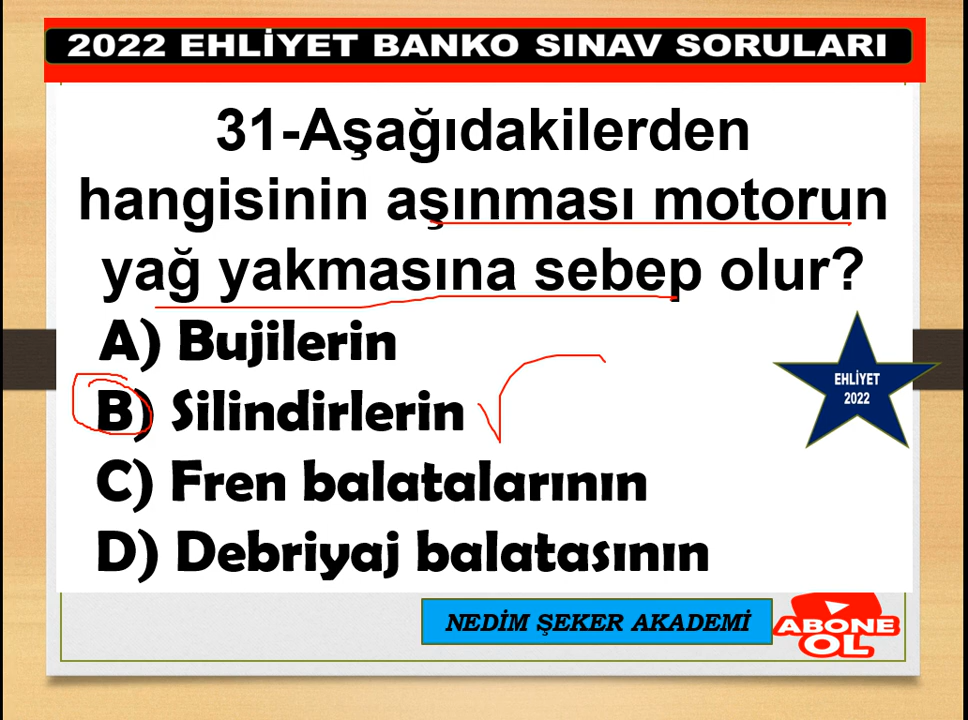 2022 EHLİYET BANKO SINAV SORULARI
31-Aşağıdakilerden
hangisinin aşınması motorun
yağ yakmasına sebep olur?
A) Bujilerin
B) Silindirlerin
C) Fren balatalarının
D) Debriyaj balatasının
EHLİYET
2022
NEDİM ŞEKER AKADEMİ
ABONE
OL